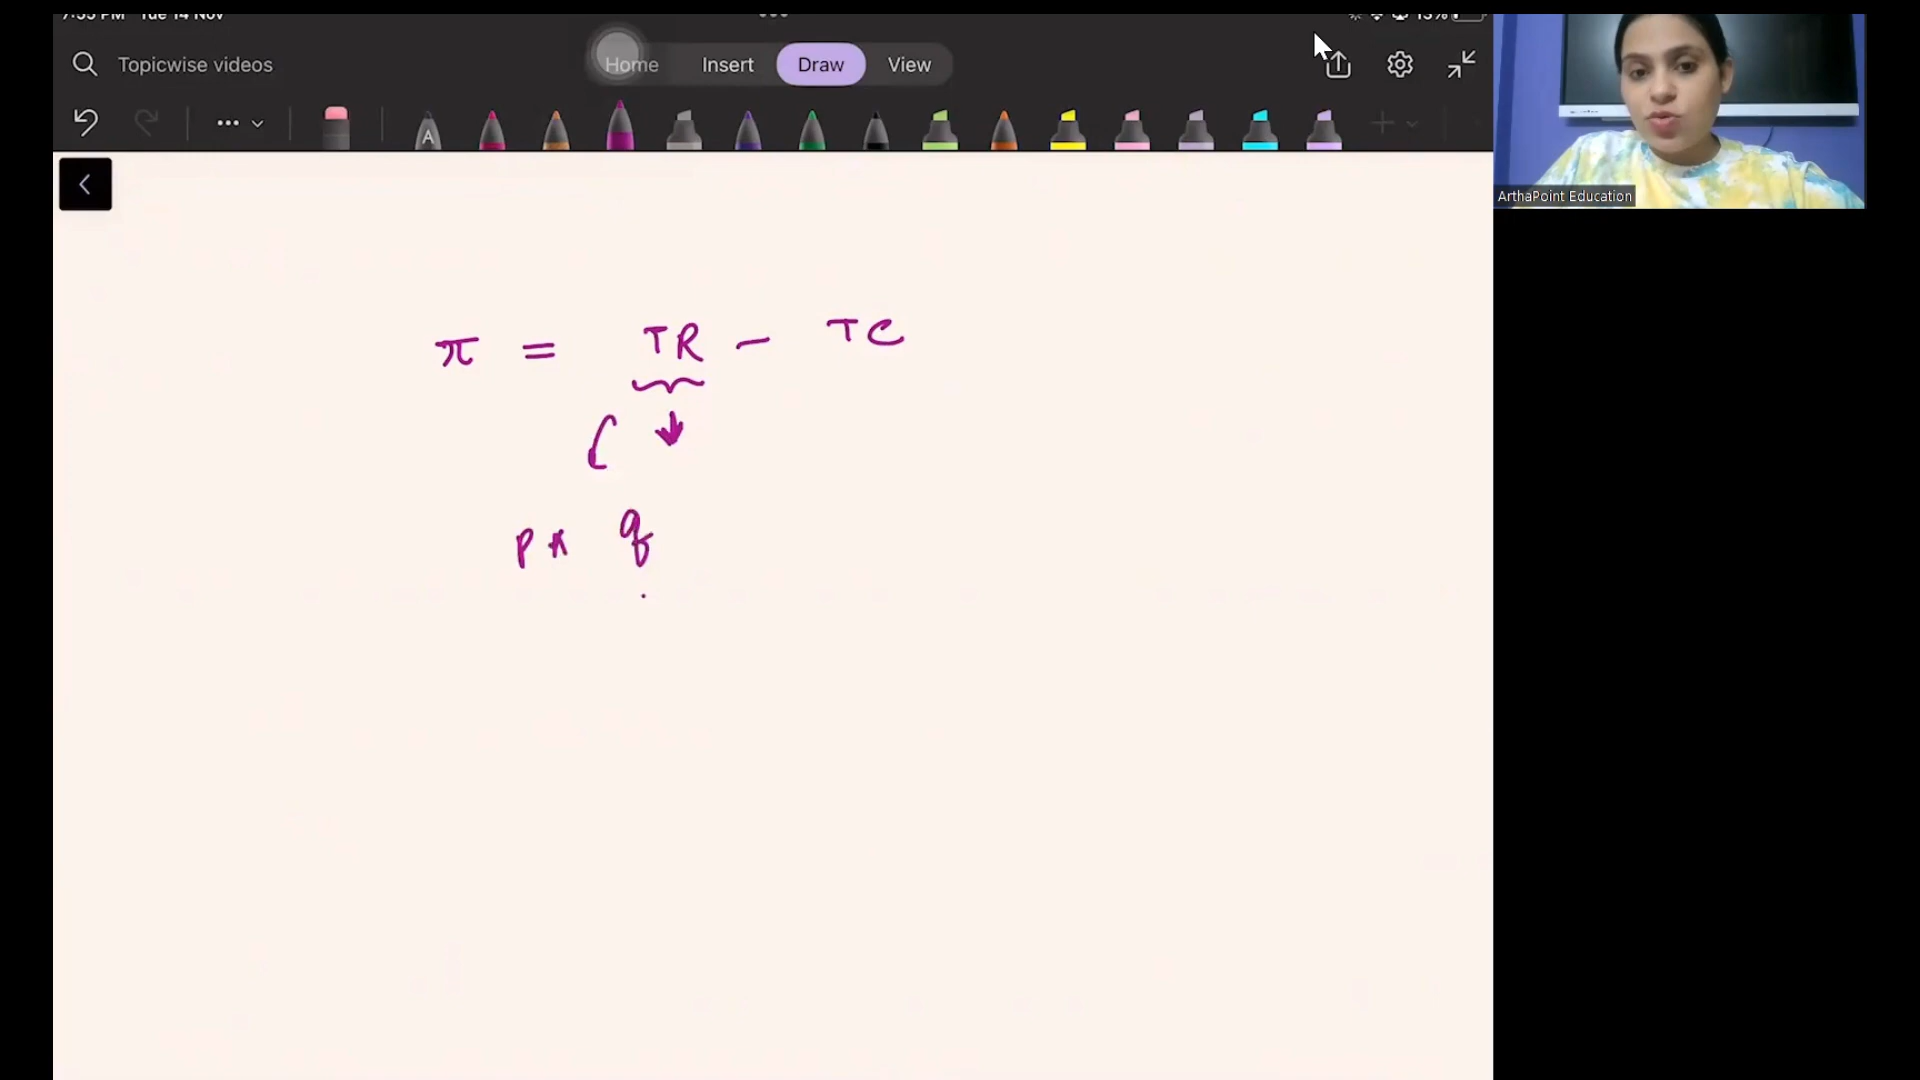 Topicwise videos
Home Insert Draw View
A
ArthaPoint Education
π = TR - TC
P × q